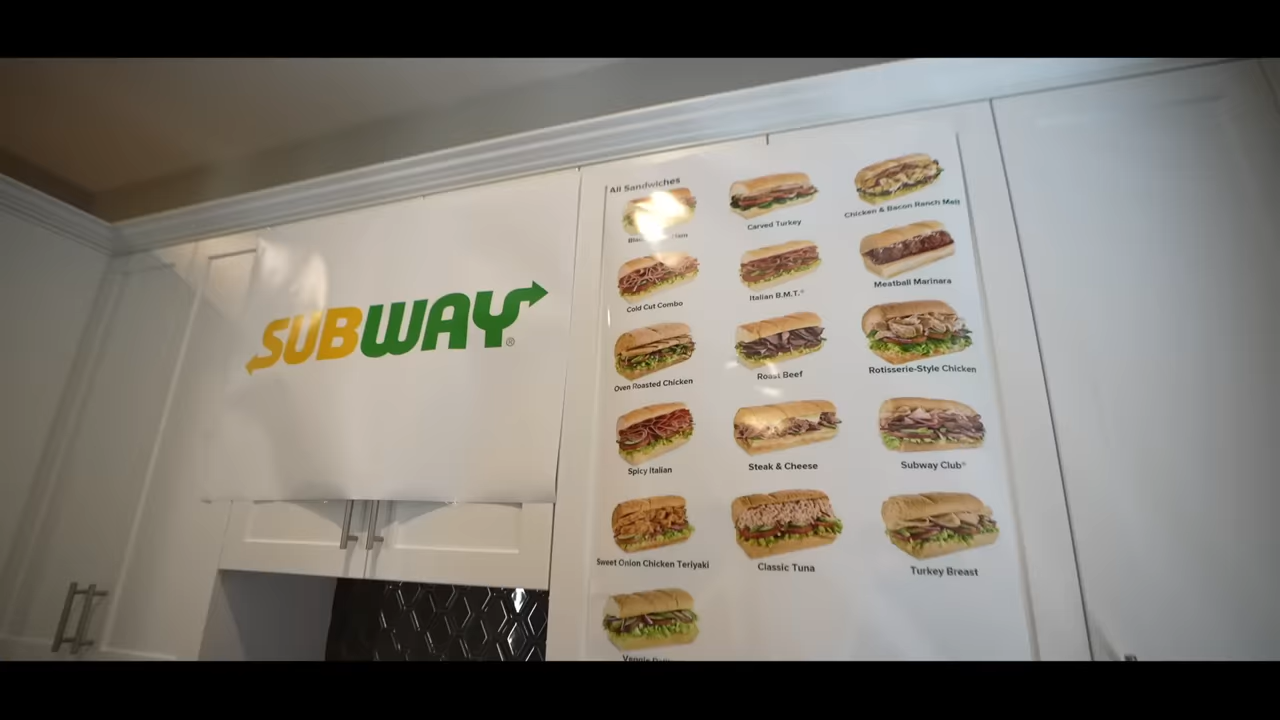 SUBWAY®
All Sandwiches
Carved Turkey
Chicken & Bacon Ranch Melt
Cold Cut Combo
Italian B.M.T.®
Meatball Marinara
Oven Roasted Chicken
Roast Beef
Rotisserie-Style Chicken
Spicy Italian
Steak & Cheese
Subway Club®
Sweet Onion Chicken Teriyaki
Classic Tuna
Turkey Breast
Veggie